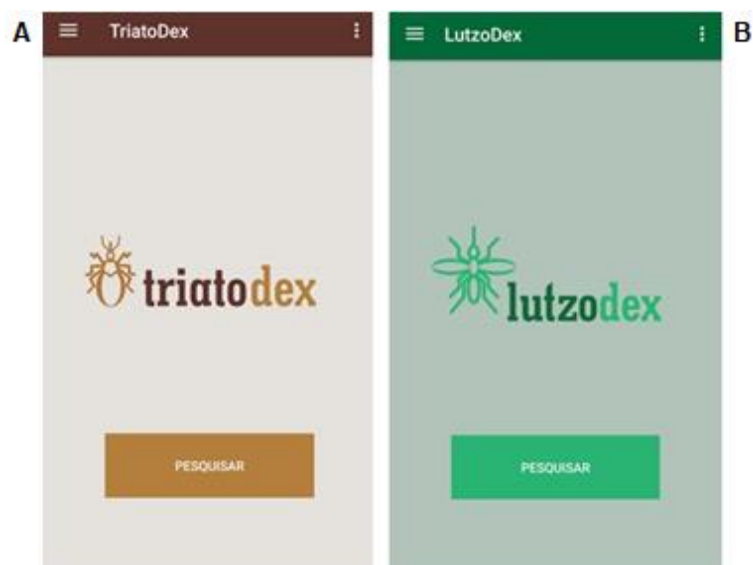 A
TriatoDex
triatodex
PESQUISAR
LutzoDex
B
lutzodex
PESQUISAR